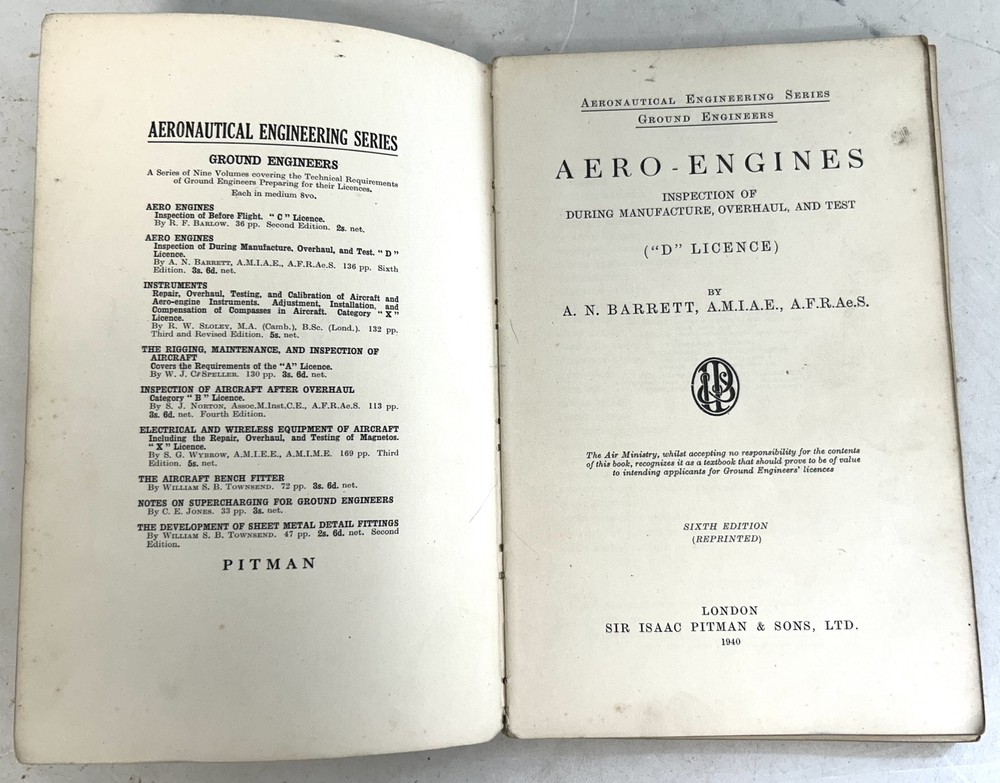 AERONAUTICAL ENGINEERING SERIES
GROUND ENGINEERS
A Series of Nine Volumes covering the Technical Requirements
of Ground Engineers Preparing for their Licences.
Each in medium 8vo.
AERO ENGINES
Inspection of Before Flight. "C" Licence.
By R. F. BARLOW. 36 pp. Second Edition. 2s. net.
AERO ENGINES
Inspection of During Manufacture, Overhaul, and Test. "D"
Licence.
By A. N. BARRETT, A.M.I.A.E., A.F.R.Ae.S. 136 pp. Sixth
Edition. 3s. 6d. net.
INSTRUMENTS
Repair, Overhaul, Testing, and Calibration of Aircraft and
Aero-engine Instruments. Adjustment, Installation, and
Compensation of Compasses in Aircraft. Category "X"
Licence.
By R. W. SLOLEY, M.A. (Camb.), B.Sc. (Lond.). 132 pp.
Third and Revised Edition. 5s. net.
THE RIGGING, MAINTENANCE, AND INSPECTION OF
AIRCRAFT
Covers the Requirements of the "A" Licence.
By W. J. C. SPELLER. 130 pp. 3s. 6d. net.
INSPECTION OF AIRCRAFT AFTER OVERHAUL
Category "B" Licence.
By S. J. NORTON, Assoc.M.Inst.C.E., A.F.R.Ae.S. 113 pp.
3s. 6d. net. Fourth Edition.
ELECTRICAL AND WIRELESS EQUIPMENT OF AIRCRAFT
Including the Repair, Overhaul, and Testing of Magnetos.
"X" Licence.
By S. G. WYBROW, A.M.I.E.E., A.M.I.M.E. 169 pp. Third
Edition. 5s. net.
THE AIRCRAFT BENCH FITTER
By WILLIAM S. B. TOWNSEND. 72 pp. 3s. 6d. net.
NOTES ON SUPERCHARGING FOR GROUND ENGINEERS
By C. E. JONES. 33 pp. 3s. net.
THE DEVELOPMENT OF SHEET METAL DETAIL FITTINGS
By WILLIAM S. B. TOWNSEND. 47 pp. 2s. 6d. net. Second
Edition.
PITMAN
AERONAUTICAL ENGINEERING SERIES
GROUND ENGINEERS
AERO-ENGINES
INSPECTION OF
DURING MANUFACTURE, OVERHAUL, AND TEST
("D" LICENCE)
BY
A. N. BARRETT, A.M.I.A.E., A.F.R.Ae.S.
The Air Ministry, whilst accepting no responsibility for the contents
of this book, recognizes it as a textbook that should prove to be of value
to intending applicants for Ground Engineers' licences
SIXTH EDITION
(REPRINTED)
LONDON
SIR ISAAC PITMAN & SONS, LTD.
1940